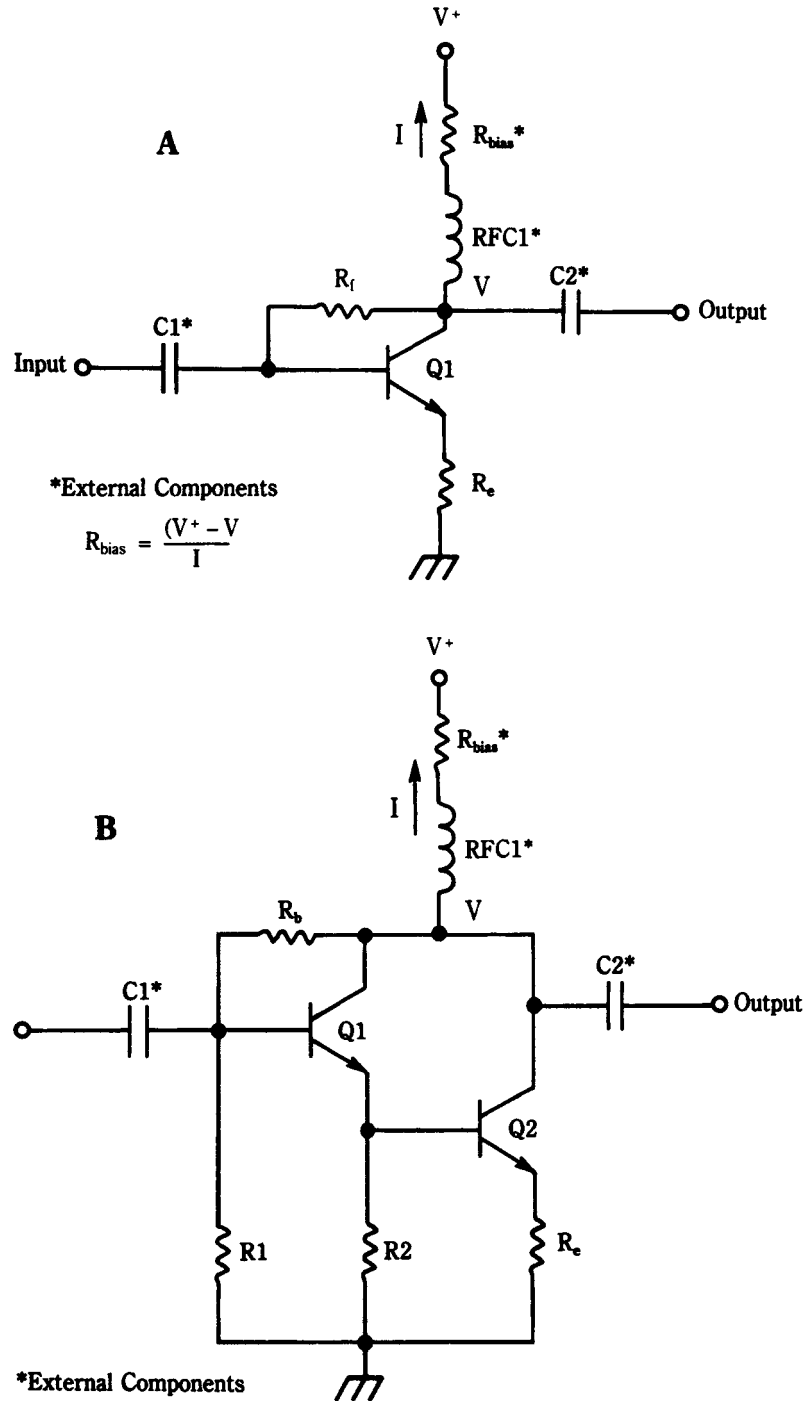 V+
A
I
Rbias*
RFC1*
Rf
V
C2*
Output
C1*
Input
Q1
Re
*External Components
Rbias = (V+ − V
I
V+
Rbias*
I
B
RFC1*
Rb
V
C1*
C2*
Output
Q1
Q2
R1
R2
Re
*External Components